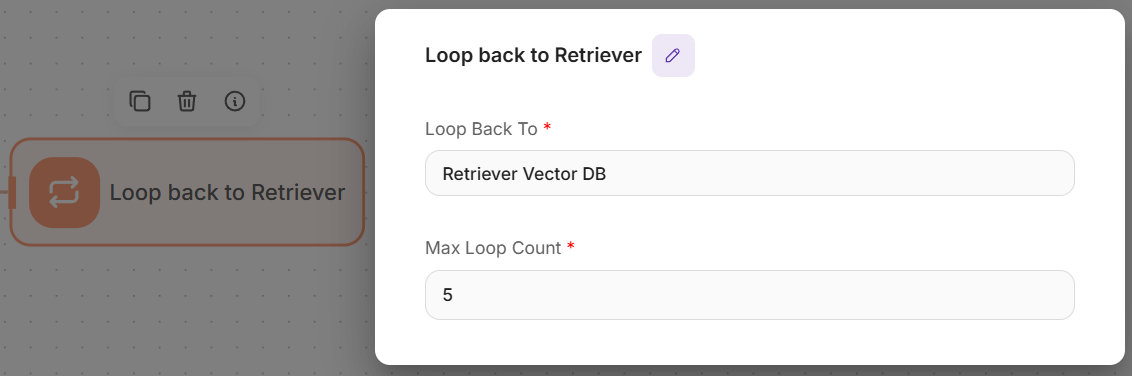 Loop back to Retriever
Loop back to Retriever
Loop Back To *
Retriever Vector DB
Max Loop Count *
5